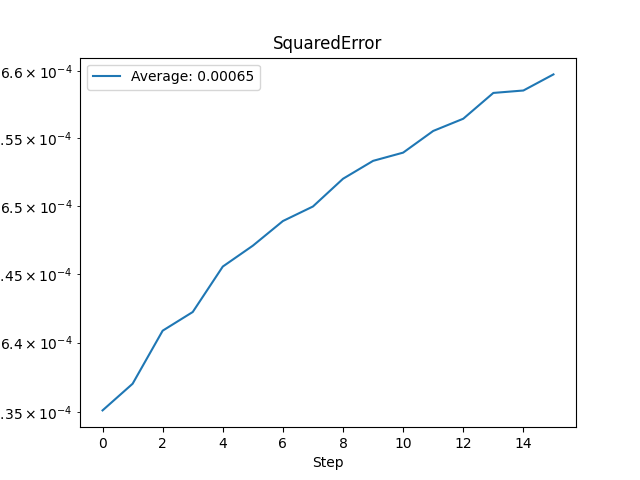 SquaredError
Average: 0.00065
6.6 × 10⁻⁴
.55 × 10⁻⁴
6.5 × 10⁻⁴
.45 × 10⁻⁴
6.4 × 10⁻⁴
.35 × 10⁻⁴
0 2 4 6 8 10 12 14
Step